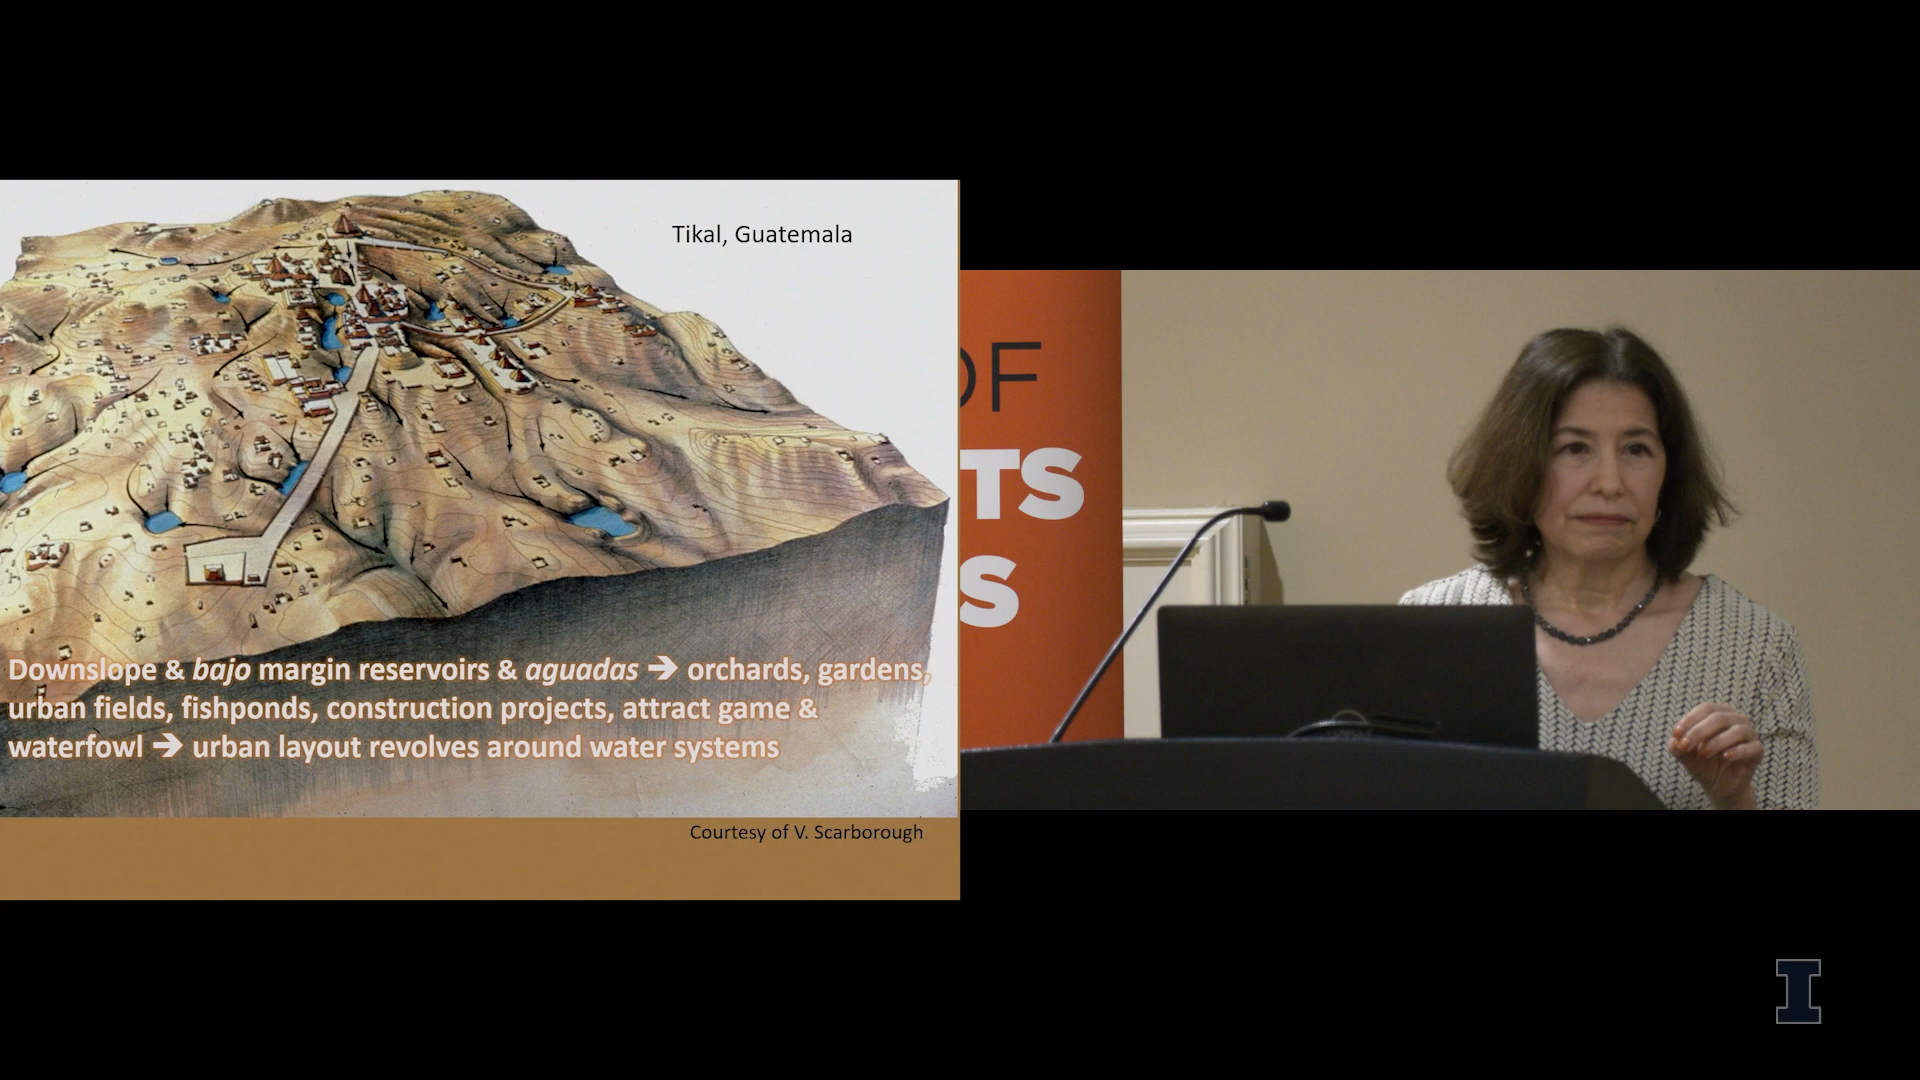 Tikal, Guatemala
Downslope & bajo margin reservoirs & aguadas ➔ orchards, gardens,
urban fields, fishponds, construction projects, attract game &
waterfowl ➔ urban layout revolves around water systems
Courtesy of V. Scarborough
OF
TS
S
I